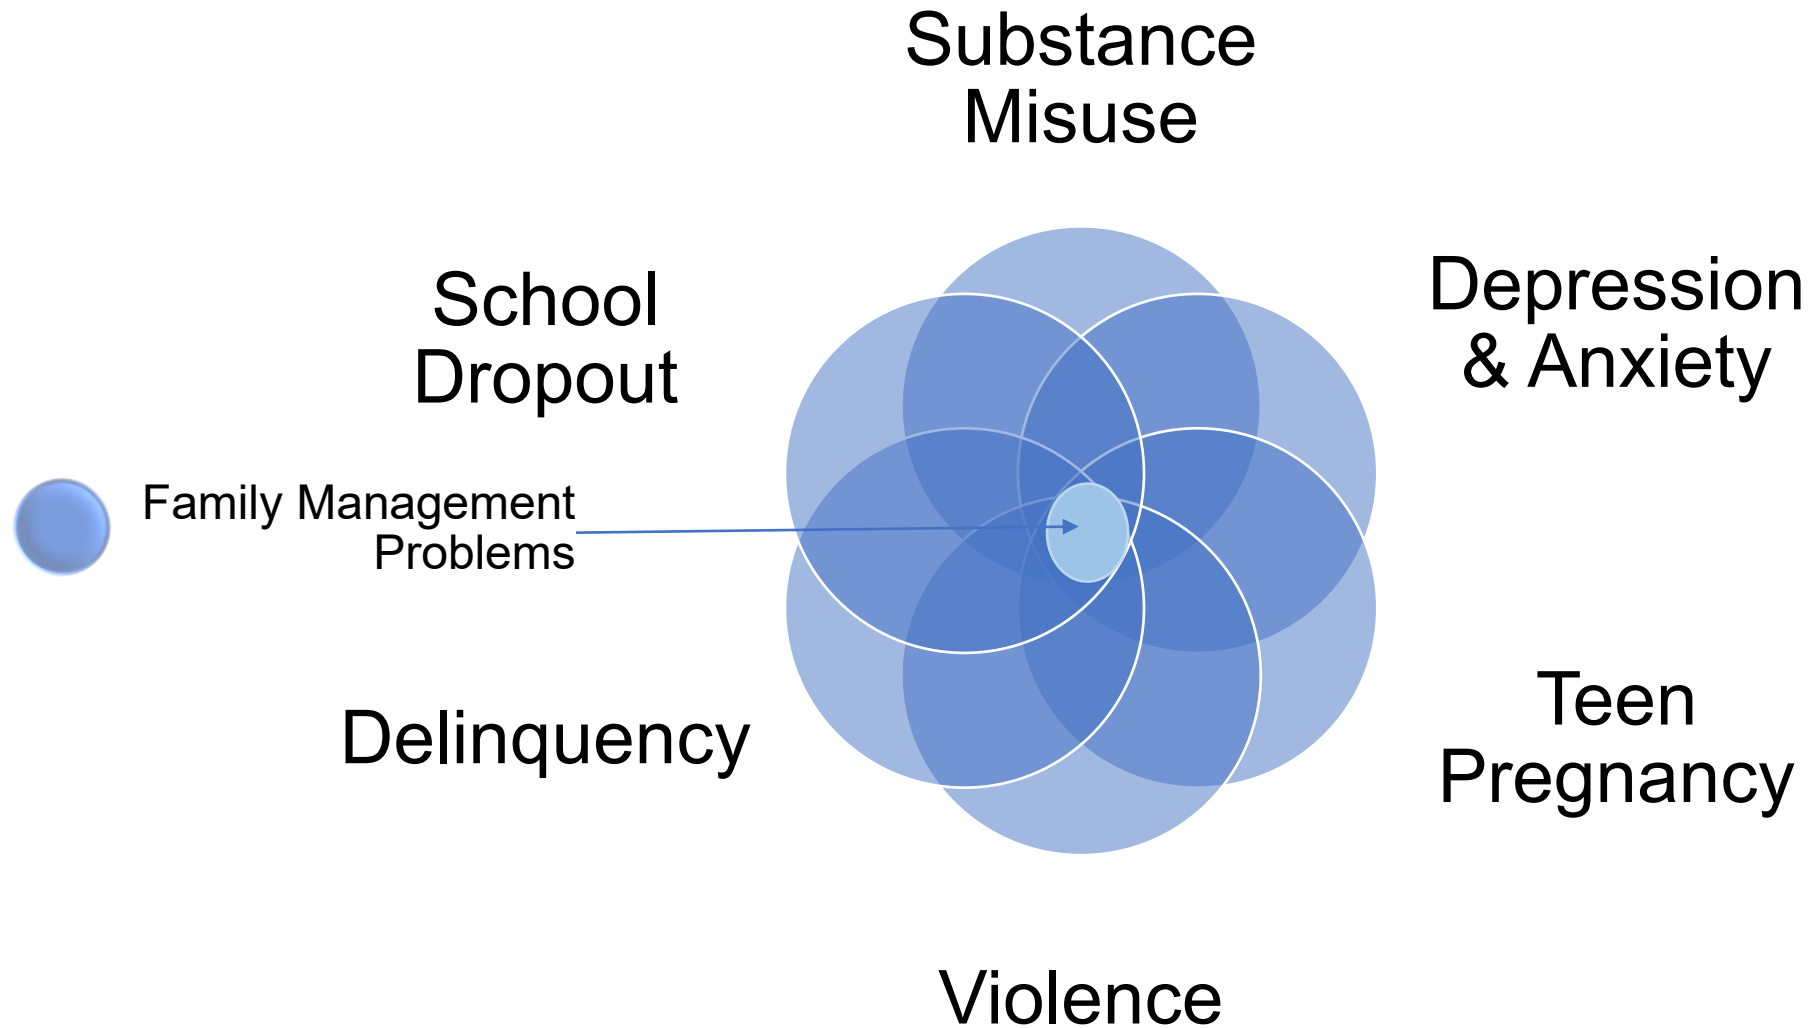 Substance
Misuse
Depression
& Anxiety
School
Dropout
Family Management
Problems
Teen
Pregnancy
Delinquency
Violence